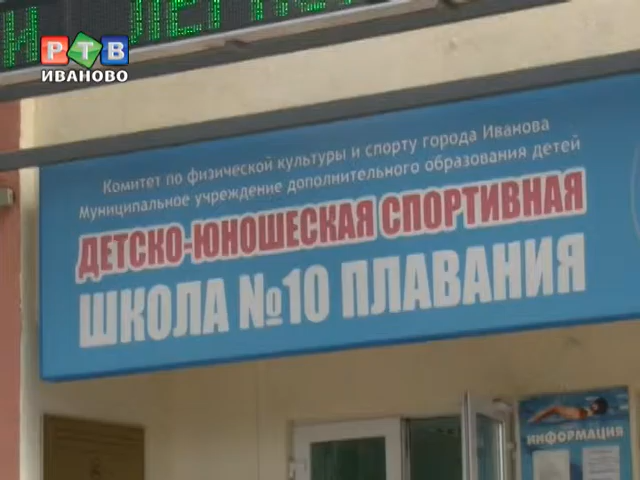 РТВ
ИВАНОВО
Комитет по физической культуры и спорту города Иванова
Муниципальное учреждение дополнительного образования детей
ДЕТСКО-ЮНОШЕСКАЯ СПОРТИВНАЯ
ШКОЛА №10 ПЛАВАНИЯ
ИНФОРМАЦИЯ